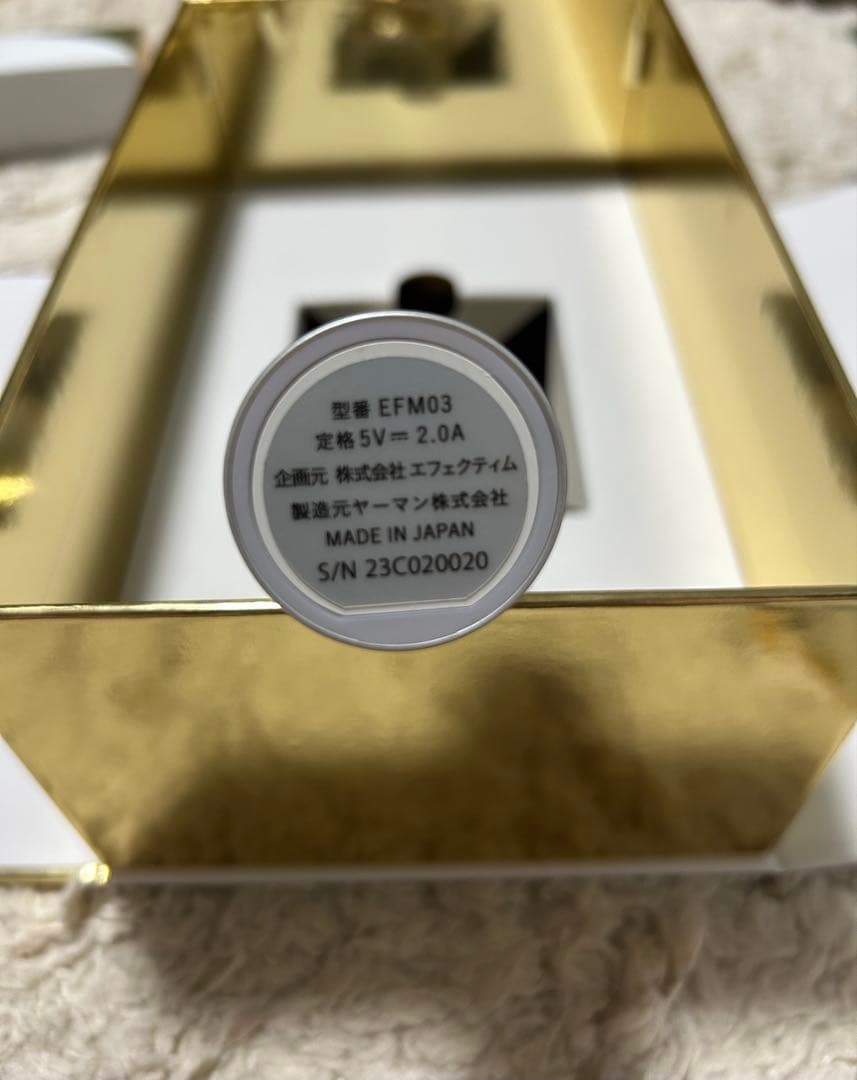 型番 EFM03
定格 5V⎓ 2.0A
企画元 株式会社 エフェクティム
製造元ヤーマン株式会社
MADE IN JAPAN
S/N 23C020020